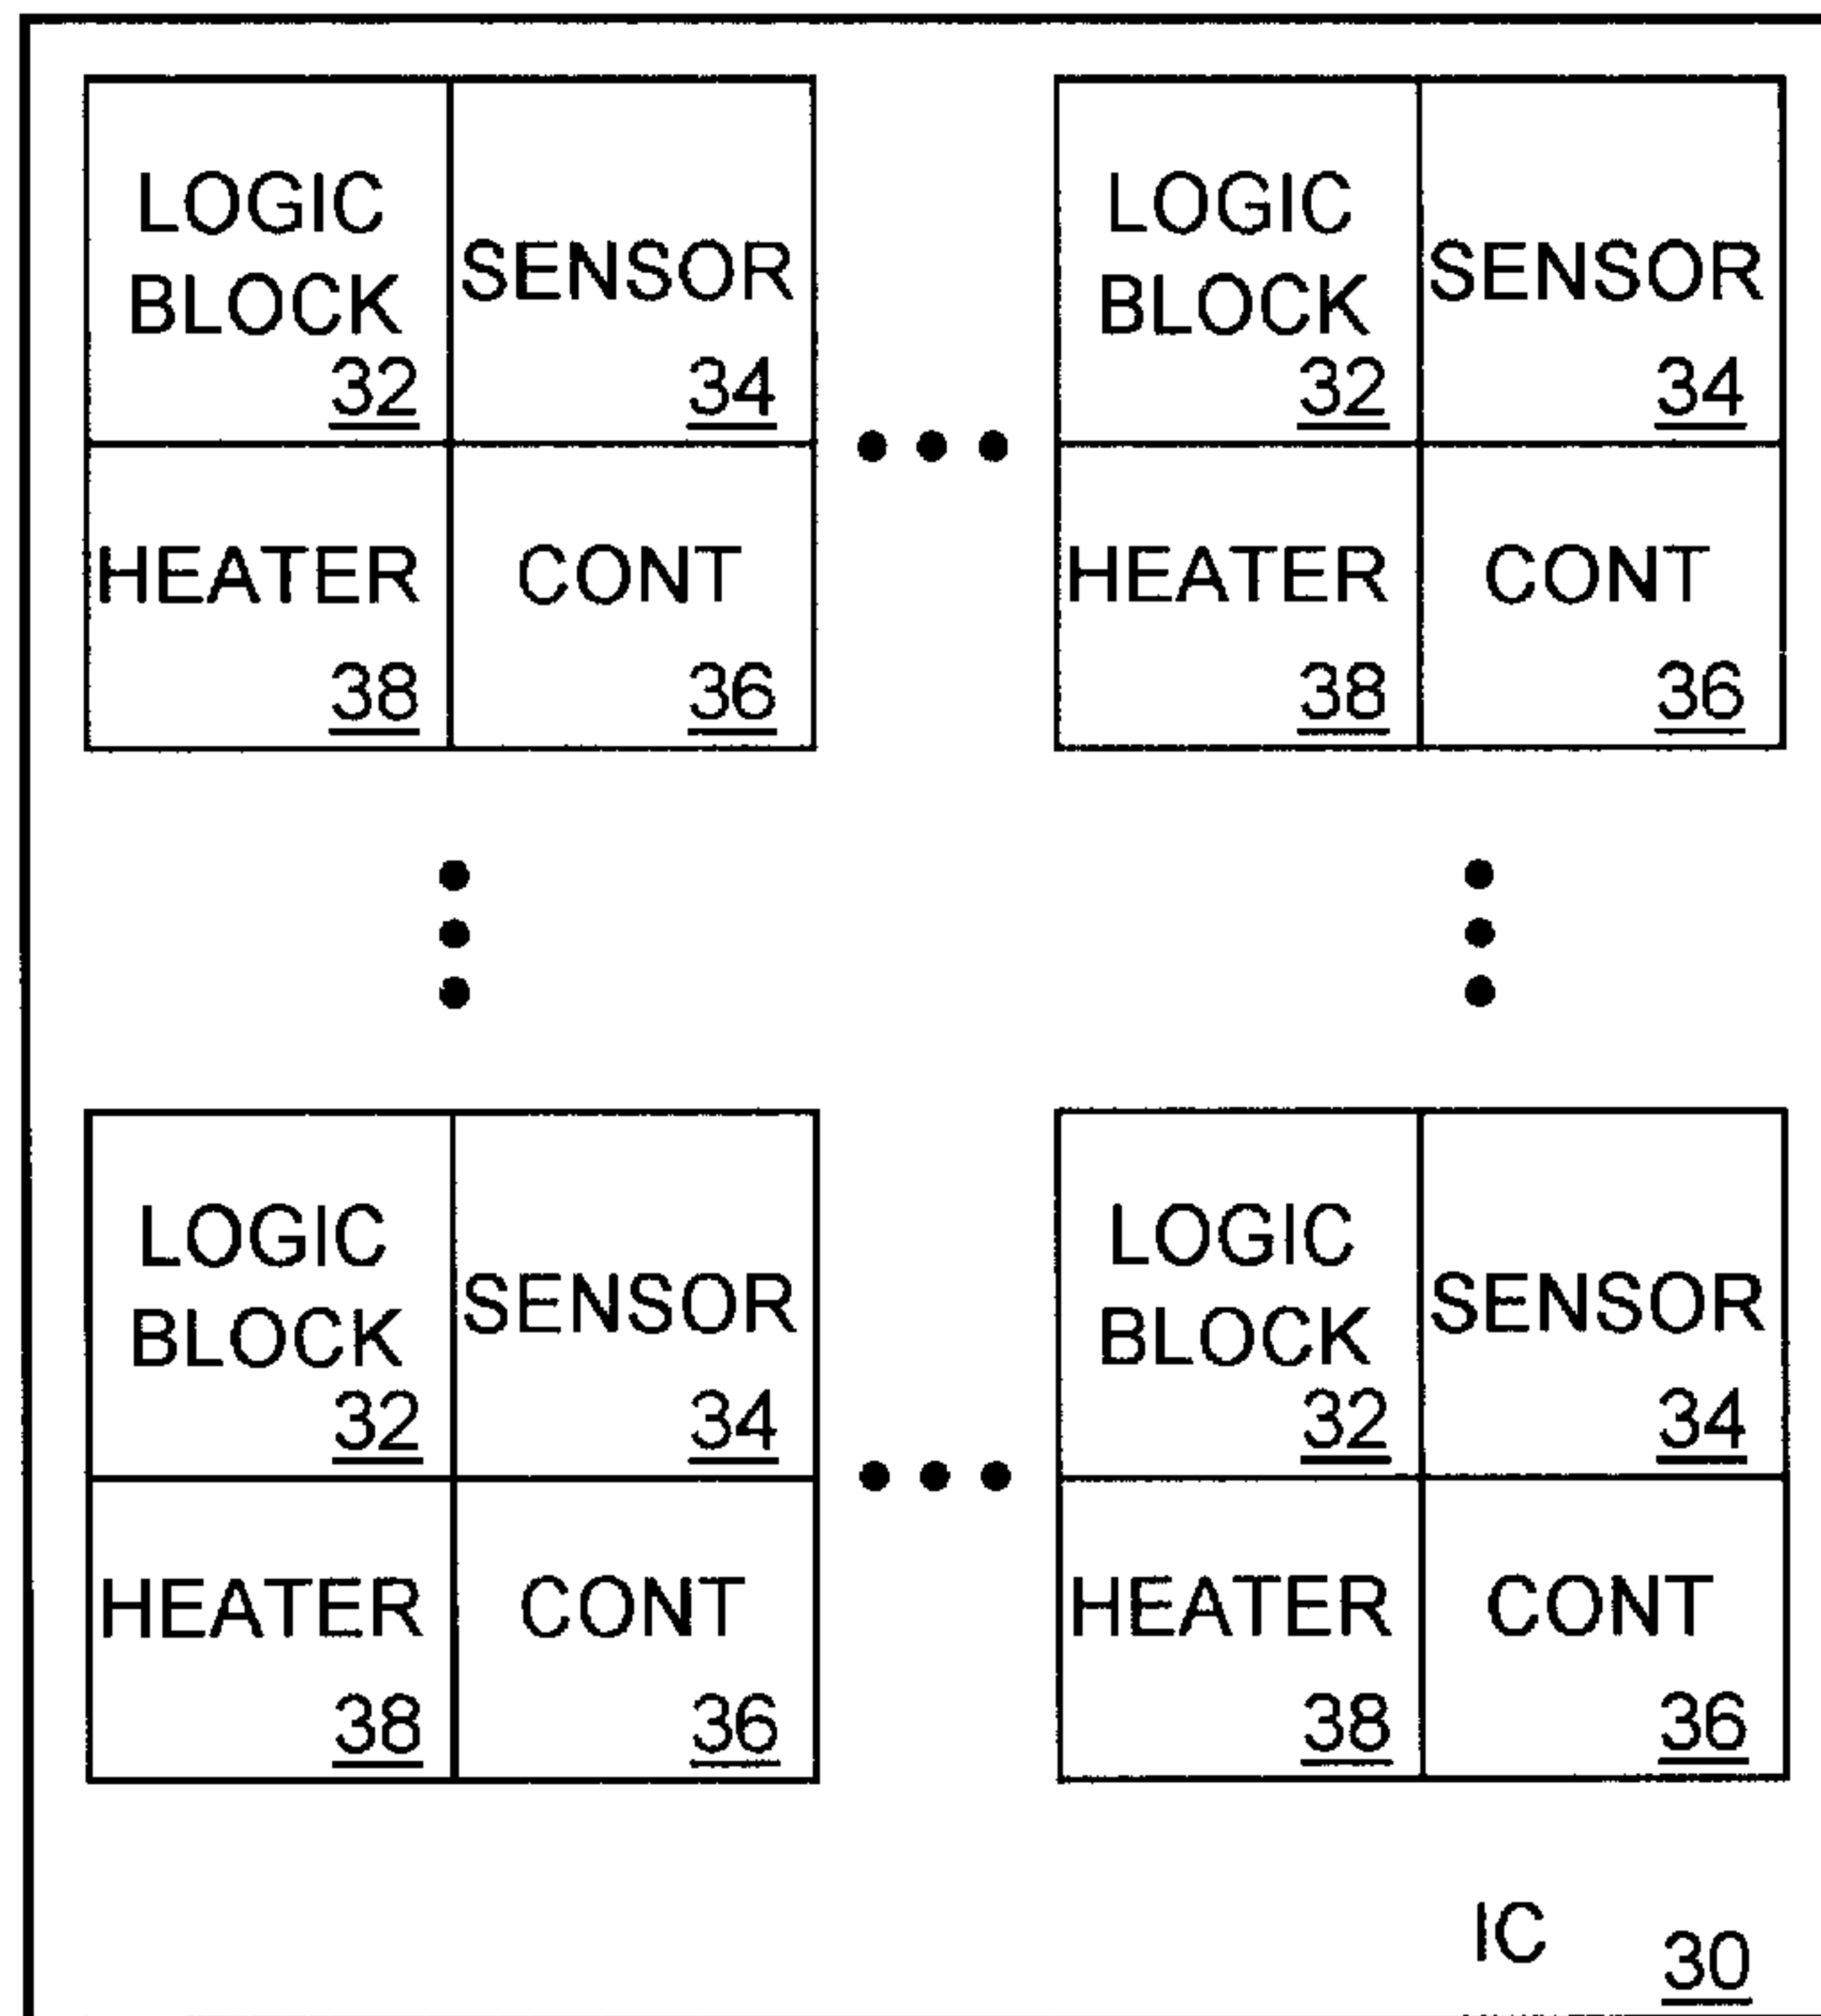 LOGIC
BLOCK
32
SENSOR
34
HEATER
38
CONT
36
LOGIC
BLOCK
32
SENSOR
34
HEATER
38
CONT
36
LOGIC
BLOCK
32
SENSOR
34
HEATER
38
CONT
36
LOGIC
BLOCK
32
SENSOR
34
HEATER
38
CONT
36
IC 30